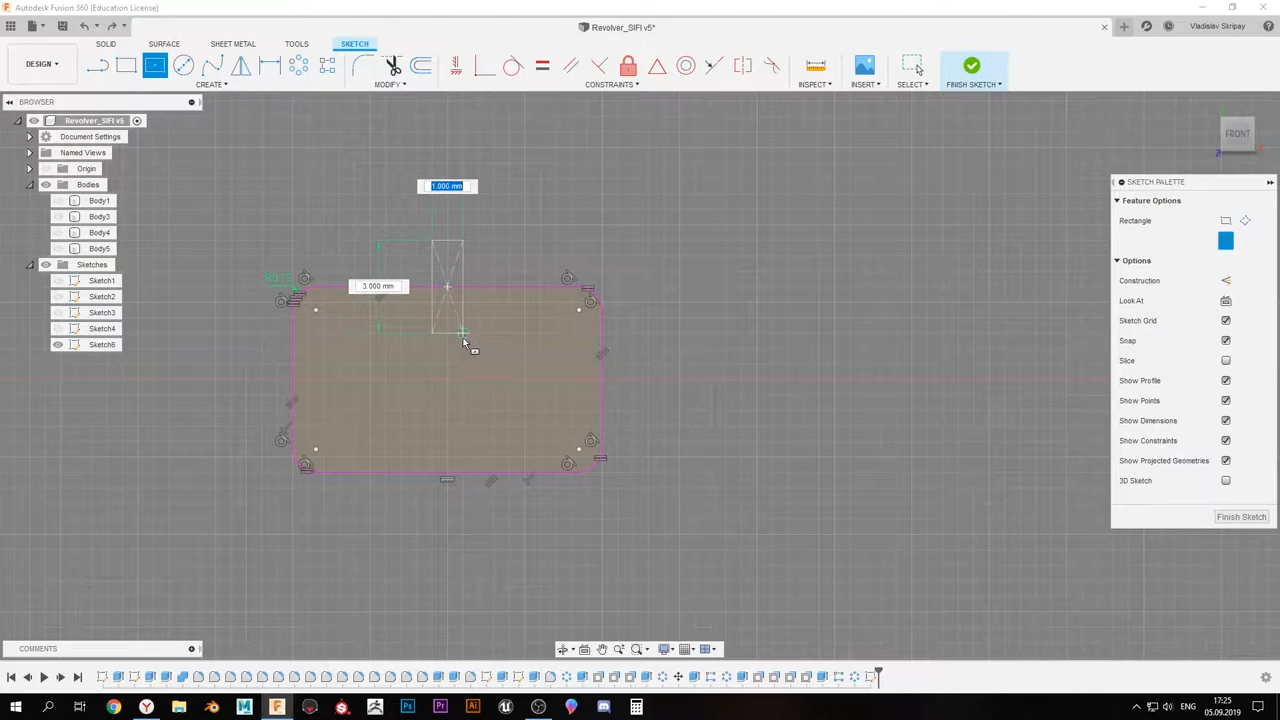 Autodesk Fusion 360 (Education License)
Revolver_SIFI v5*
Vladislav Skripay
SOLID
SURFACE
SHEET METAL
TOOLS
SKETCH
DESIGN
CREATE
MODIFY
CONSTRAINTS
INSPECT
INSERT
SELECT
FINISH SKETCH
BROWSER
Revolver_SIFI v5
Document Settings
Named Views
Origin
Bodies
Body1
Body3
Body4
Body5
Sketches
Sketch1
Sketch2
Sketch3
Sketch4
Sketch6
1.000 mm
3.000 mm
R0.75
FRONT
SKETCH PALETTE
Feature Options
Rectangle
Options
Construction
Look At
Sketch Grid
Snap
Slice
Show Profile
Show Points
Show Dimensions
Show Constraints
Show Projected Geometries
3D Sketch
Finish Sketch
COMMENTS
17:25
05.09.2019